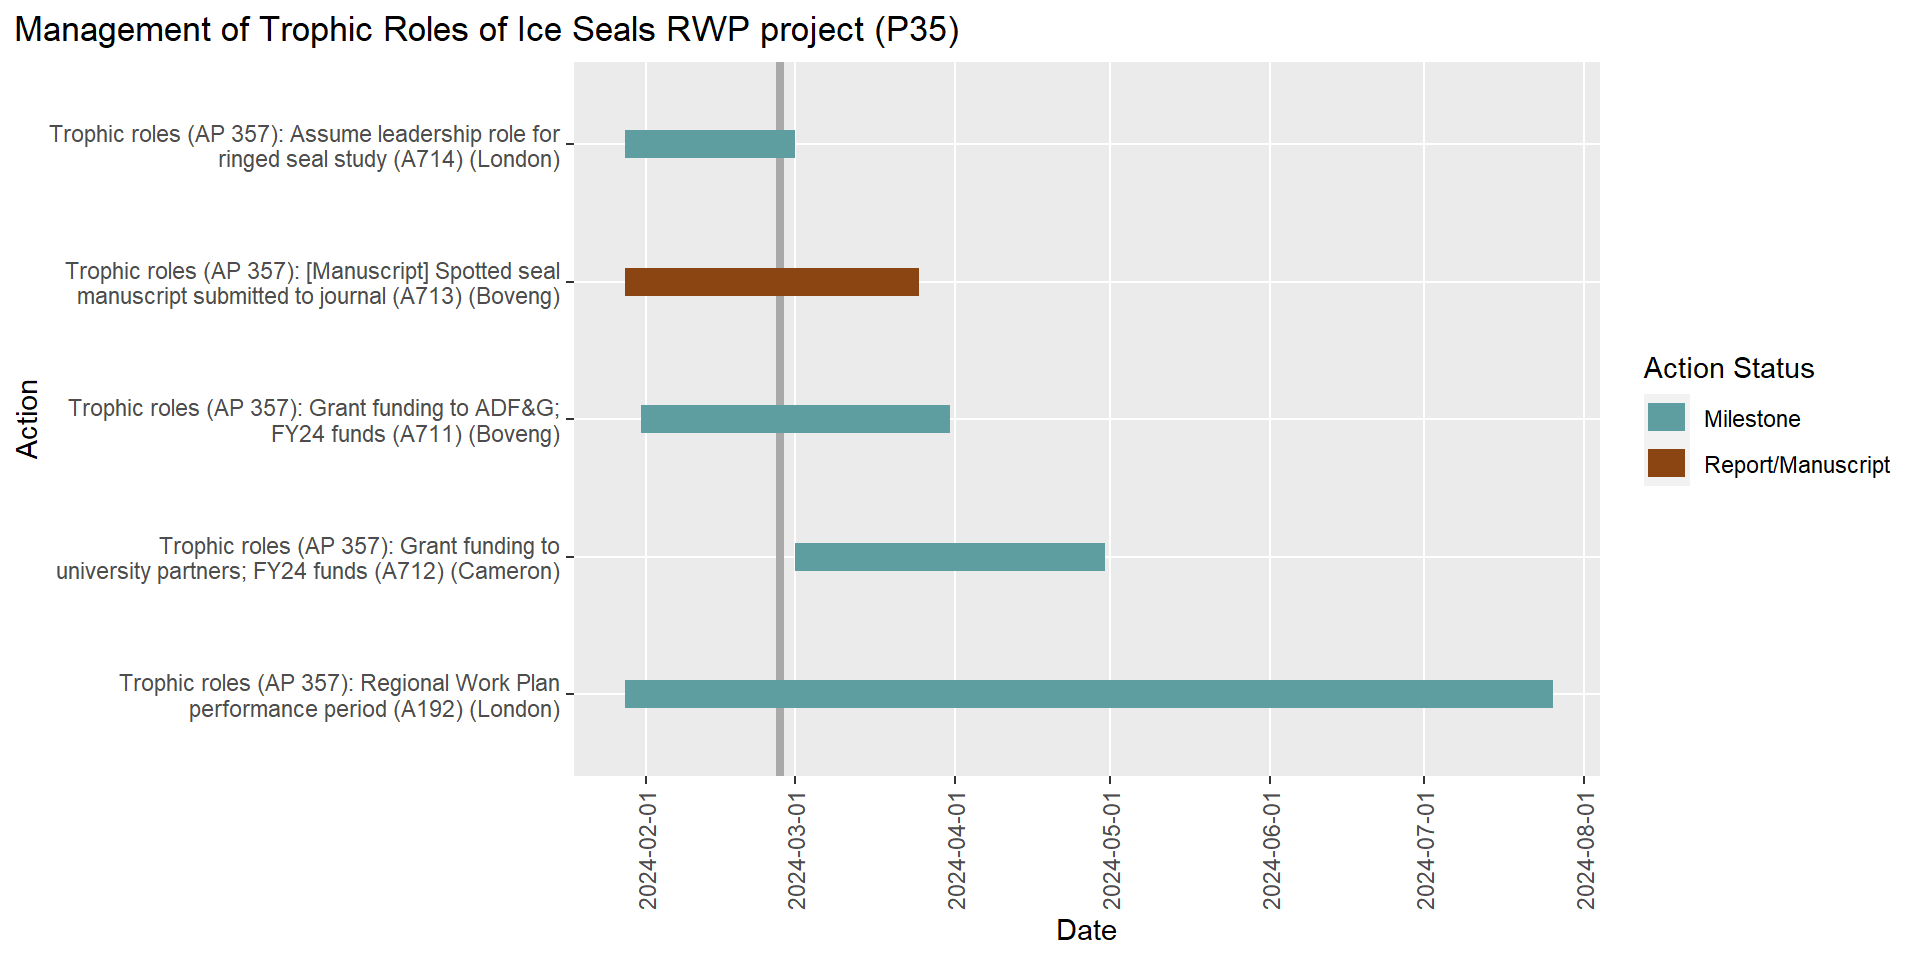 Management of Trophic Roles of Ice Seals RWP project (P35)
Action
Trophic roles (AP 357): Assume leadership role for
ringed seal study (A714) (London)
Trophic roles (AP 357): [Manuscript] Spotted seal
manuscript submitted to journal (A713) (Boveng)
Trophic roles (AP 357): Grant funding to ADF&G;
FY24 funds (A711) (Boveng)
Trophic roles (AP 357): Grant funding to
university partners; FY24 funds (A712) (Cameron)
Trophic roles (AP 357): Regional Work Plan
performance period (A192) (London)
2024-02-01
2024-03-01
2024-04-01
2024-05-01
2024-06-01
2024-07-01
2024-08-01
Date
Action Status
Milestone
Report/Manuscript